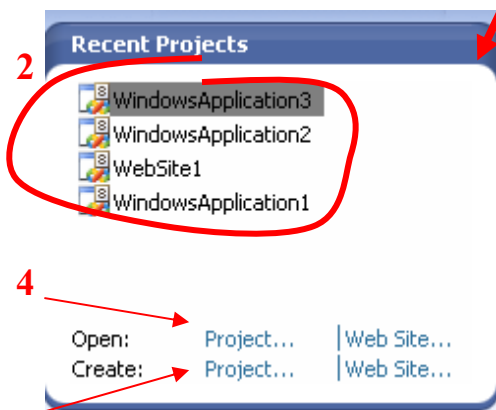 Recent Projects
2
WindowsApplication3
WindowsApplication2
WebSite1
WindowsApplication1
4
Open: Project... | Web Site...
Create: Project... | Web Site...